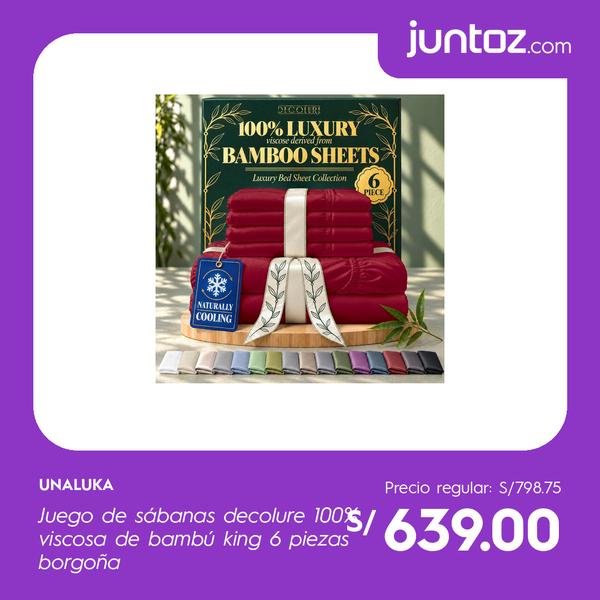 juntoz.com
DECOLURE
100% LUXURY
viscose derived from
BAMBOO SHEETS
Luxury Bed Sheet Collection
6
PIECE
NATURALLY
COOLING
UNALUKA
Precio regular: S/798.75
Juego de sábanas decolure 100%
viscosa de bambú king 6 piezas
borgoña
S/ 639.00